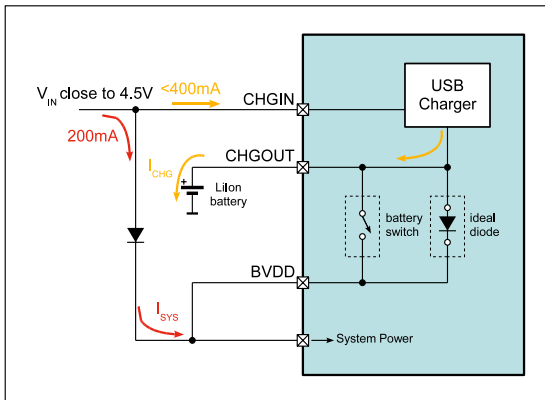 V_IN close to 4.5V
<400mA
CHGIN
USB
Charger
200mA
CHGOUT
I_CHG
+
LiIon
battery
battery
switch
ideal
diode
BVDD
I_SYS
System Power